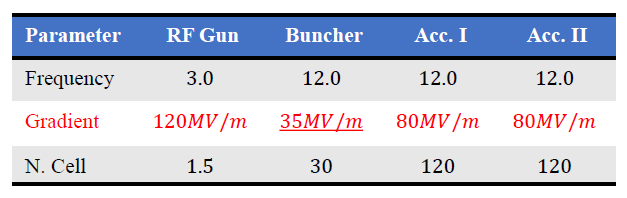 Parameter RF Gun Buncher Acc. I Acc. II
Frequency 3.0 12.0 12.0 12.0
Gradient 120MV/m 35MV/m 80MV/m 80MV/m
N. Cell 1.5 30 120 120